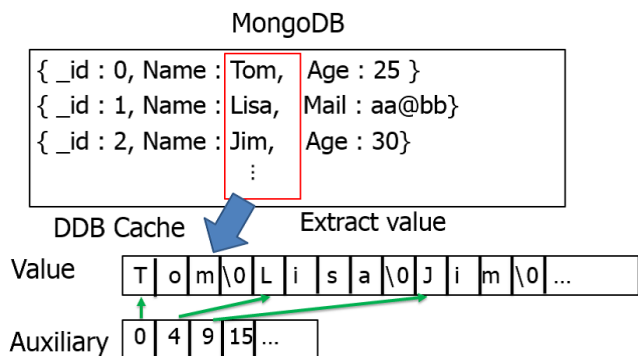 MongoDB
{ _id : 0, Name : Tom, Age : 25 }
{ _id : 1, Name : Lisa, Mail : aa@bb}
{ _id : 2, Name : Jim, Age : 30}
⋮
DDB Cache Extract value
Value T o m \0 L i s a \0 J i m \0 ...
Auxiliary 0 4 9 15 ...